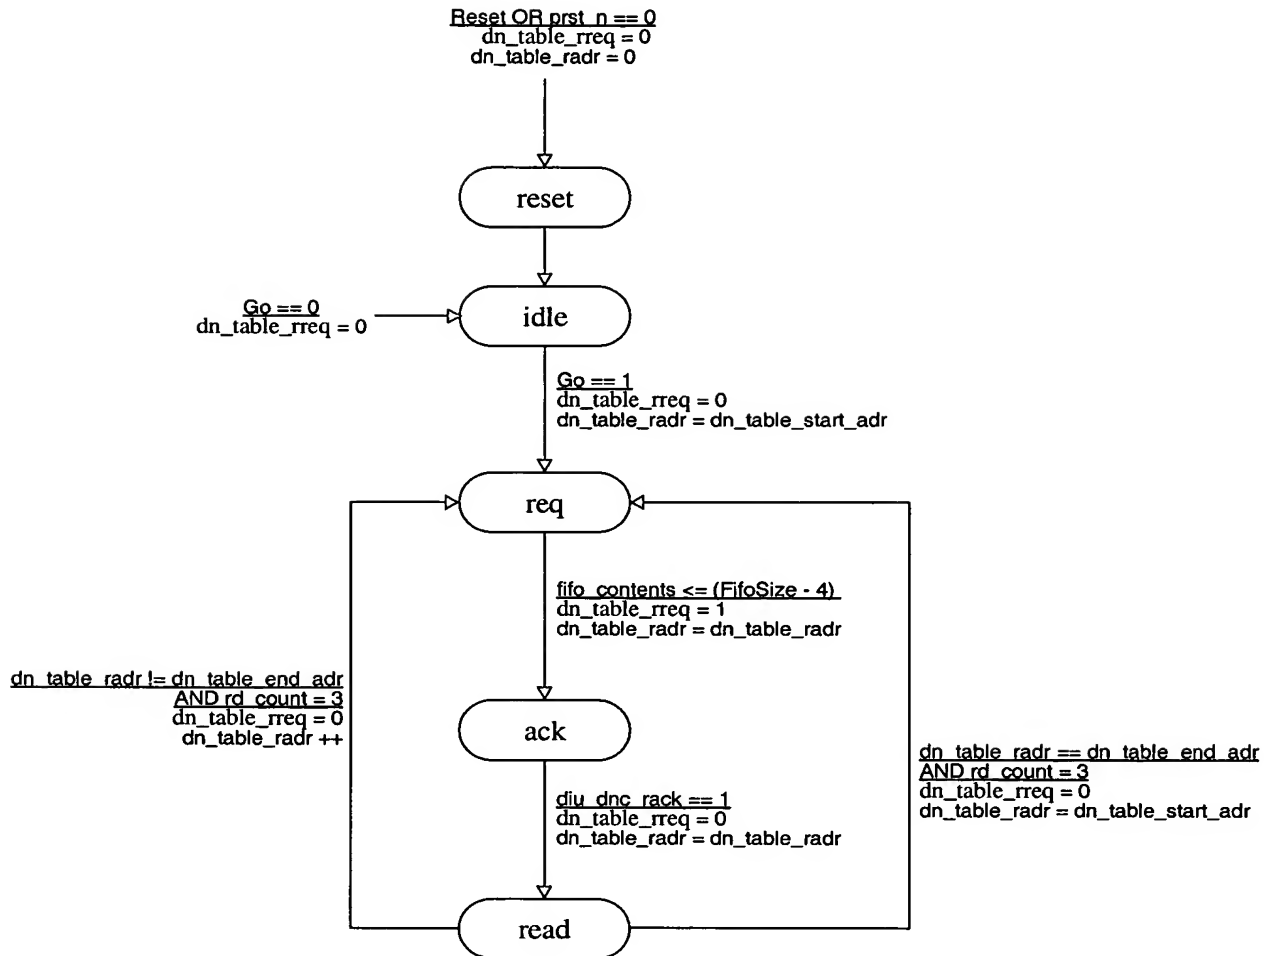 Reset OR prst_n == 0
dn_table_rreq = 0
dn_table_radr = 0
reset
idle
Go == 0
dn_table_rreq = 0
Go == 1
dn_table_rreq = 0
dn_table_radr = dn_table_start_adr
req
fifo_contents <= (FifoSize - 4)
dn_table_rreq = 1
dn_table_radr = dn_table_radr
dn_table_radr != dn_table_end_adr
AND rd_count = 3
dn_table_rreq = 0
dn_table_radr ++
ack
dn_table_radr == dn_table_end_adr
AND rd_count = 3
dn_table_rreq = 0
dn_table_radr = dn_table_start_adr
diu_dnc_rack == 1
dn_table_rreq = 0
dn_table_radr = dn_table_radr
read